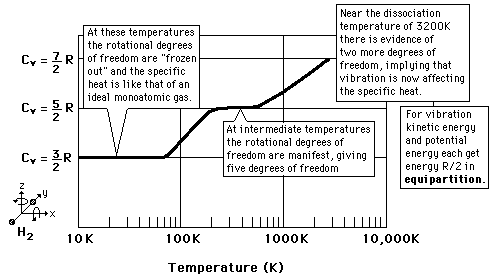 At these temperatures
the rotational degrees
of freedom are "frozen
out" and the specific
heat is like that of an
ideal monoatomic gas.
Near the dissociation
temperature of 3200K
there is evidence of
two more degrees of
freedom, implying that
vibration is now affecting
the specific heat.
Cv = 7/2 R
Cv = 5/2 R
Cv = 3/2 R
At intermediate temperatures
the rotational degrees of
freedom are manifest, giving
five degrees of freedom
For vibration
kinetic energy and
potential
energy each get
energy R/2 in
equipartition.
z
y
x
H2
10K 100K 1000K 10,000K
Temperature (K)